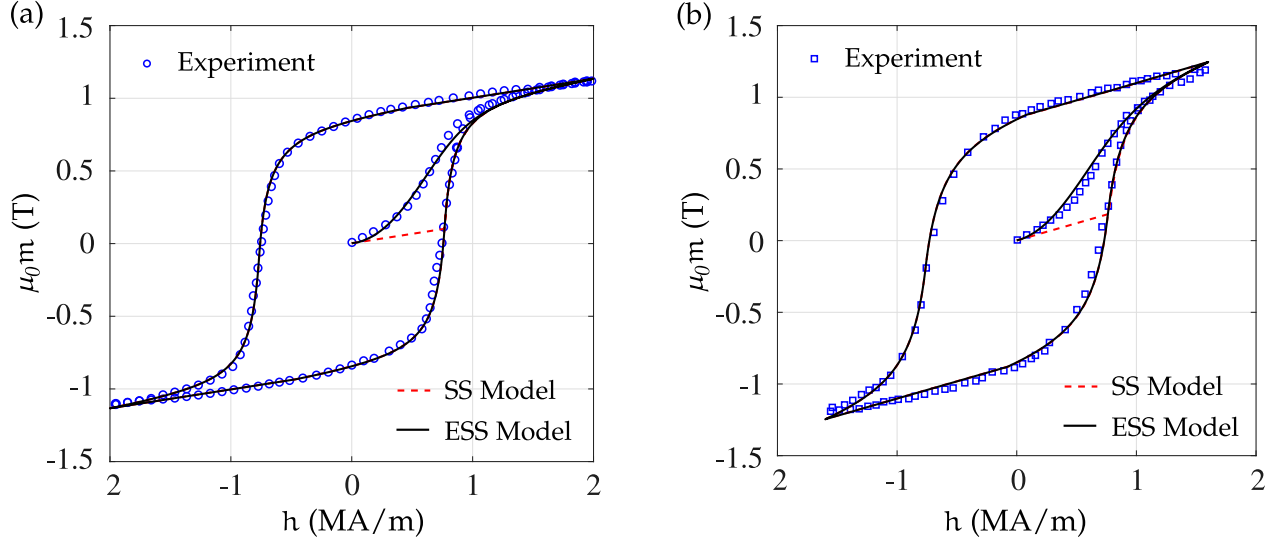 (a)
1.5
1
0.5
0
-0.5
-1
-1.5
μ₀m (T)
Experiment
SS Model
ESS Model
2 -1 0 1 2
h (MA/m)
(b)
1.5
1
0.5
0
-0.5
-1
-1.5
μ₀m (T)
Experiment
SS Model
ESS Model
2 -1 0 1 2
h (MA/m)